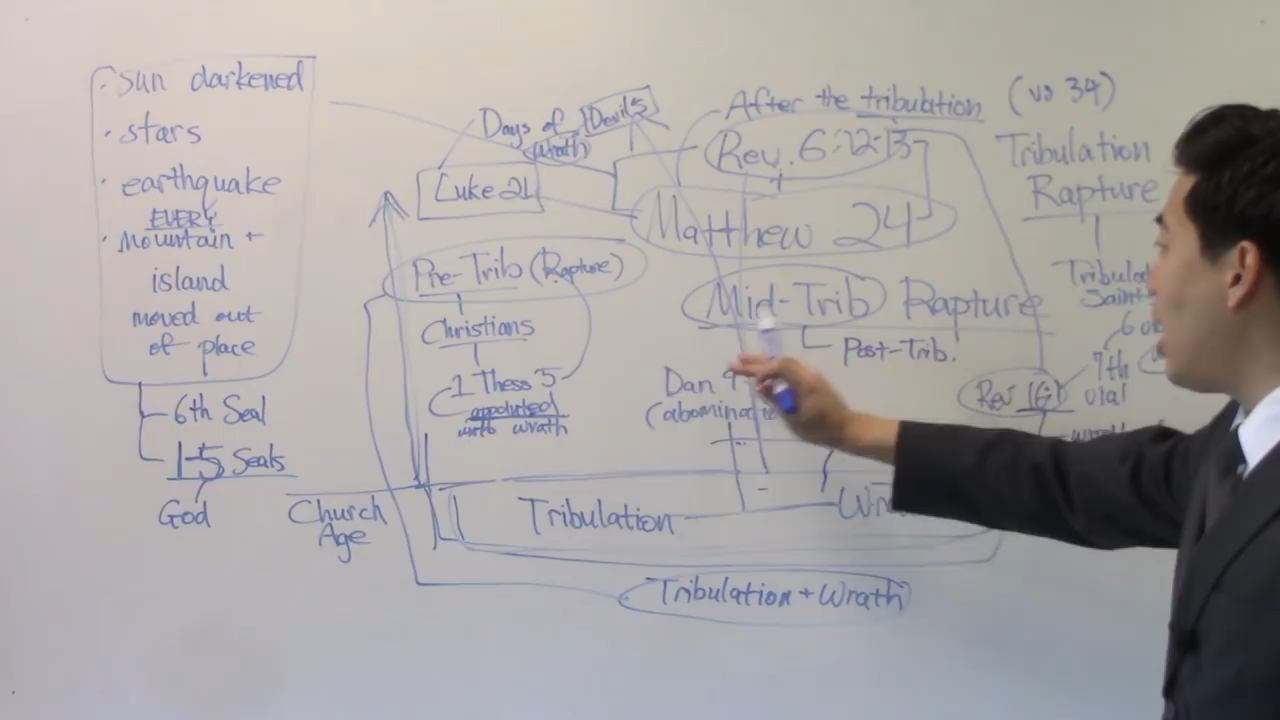 • sun darkened
• stars
• earthquake
EVERY
• Mountain +
island
moved out
of place
6th Seal
1-5 Seals
God
Church
Age
Days of Devil's
wrath
Luke 21
Pre-Trib (Rapture)
Christians
1 Thess 5
appointed
wrath
After the tribulation (vs 34)
Rev. 6:12-13
+
Matthew 24
Mid-Trib Rapture
Post-Trib.
Dan 9
Tribulation
Tribulation + Wrath
Tribulation
Rapture
7th
vial
Rev 16